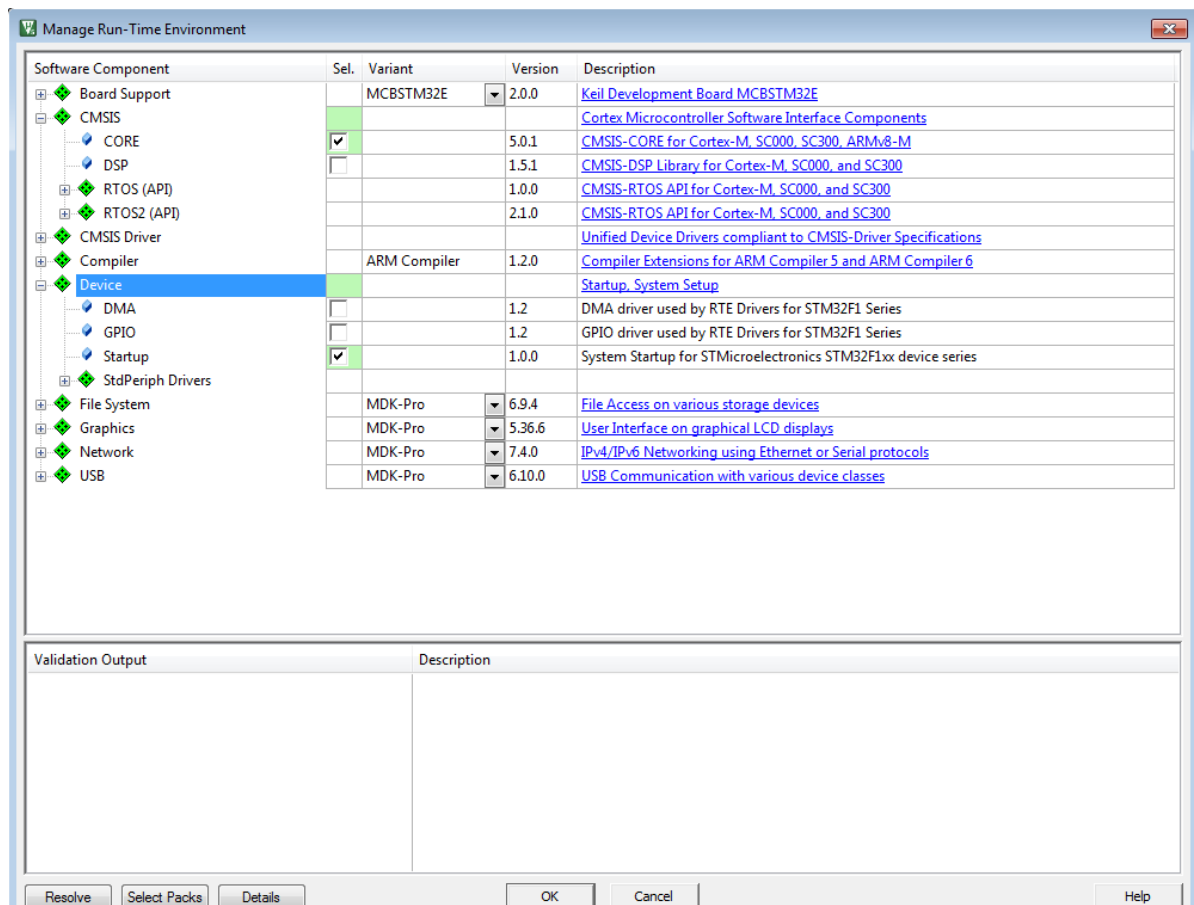 Manage Run-Time Environment
Software Component Sel. Variant Version Description
Board Support MCBSTM32E 2.0.0 Keil Development Board MCBSTM32E
CMSIS Cortex Microcontroller Software Interface Components
CORE 5.0.1 CMSIS-CORE for Cortex-M, SC000, SC300, ARMv8-M
DSP 1.5.1 CMSIS-DSP Library for Cortex-M, SC000, and SC300
RTOS (API) 1.0.0 CMSIS-RTOS API for Cortex-M, SC000, and SC300
RTOS2 (API) 2.1.0 CMSIS-RTOS API for Cortex-M, SC000, and SC300
CMSIS Driver Unified Device Drivers compliant to CMSIS-Driver Specifications
Compiler ARM Compiler 1.2.0 Compiler Extensions for ARM Compiler 5 and ARM Compiler 6
Device Startup, System Setup
DMA 1.2 DMA driver used by RTE Drivers for STM32F1 Series
GPIO 1.2 GPIO driver used by RTE Drivers for STM32F1 Series
Startup 1.0.0 System Startup for STMicroelectronics STM32F1xx device series
StdPeriph Drivers
File System MDK-Pro 6.9.4 File Access on various storage devices
Graphics MDK-Pro 5.36.6 User Interface on graphical LCD displays
Network MDK-Pro 7.4.0 IPv4/IPv6 Networking using Ethernet or Serial protocols
USB MDK-Pro 6.10.0 USB Communication with various device classes
Validation Output Description
Resolve Select Packs Details OK Cancel Help